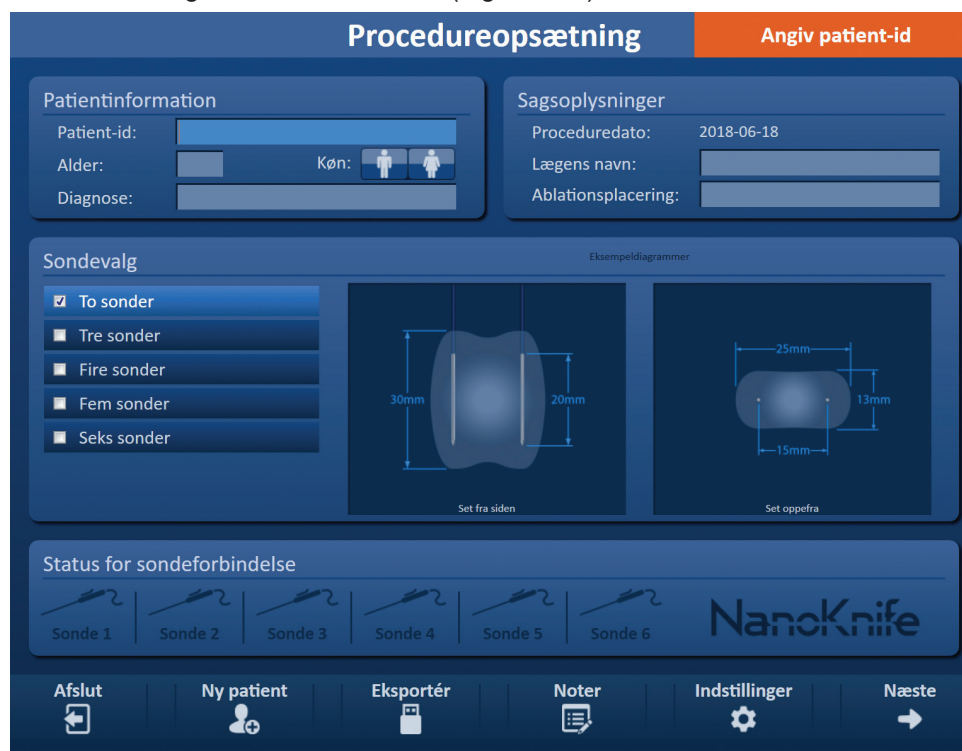 Procedureopsætning
Angiv patient-id
Patientinformation
Patient-id:
Alder:
Køn:
Diagnose:
Sagsoplysninger
Proceduredato: 2018-06-18
Lægens navn:
Ablationsplacering:
Sondevalg
Eksempeldiagrammer
To sonder
Tre sonder
Fire sonder
Fem sonder
Seks sonder
30mm
20mm
Set fra siden
25mm
13mm
15mm
Set oppefra
Status for sondeforbindelse
Sonde 1
Sonde 2
Sonde 3
Sonde 4
Sonde 5
Sonde 6
NanoKnife
Afslut
Ny patient
Eksportér
Noter
Indstillinger
Næste